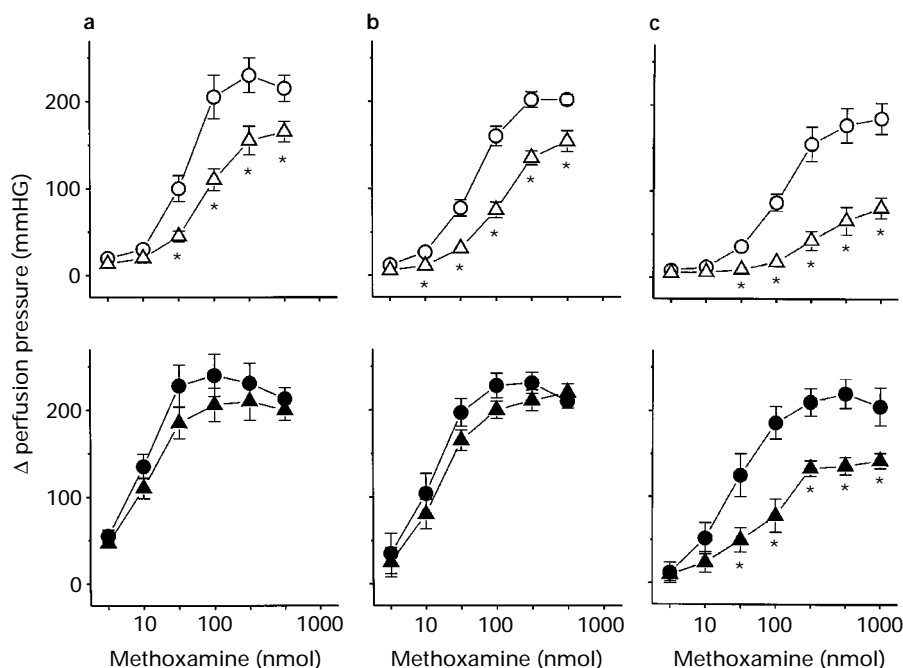 a b c
200
100
0
Δ perfusion pressure (mmHG)
* * * *
* * * * *
* * * * * *
200
100
0
* * * * *
10 100 1000 10 100 1000 10 100 1000
Methoxamine (nmol) Methoxamine (nmol) Methoxamine (nmol)